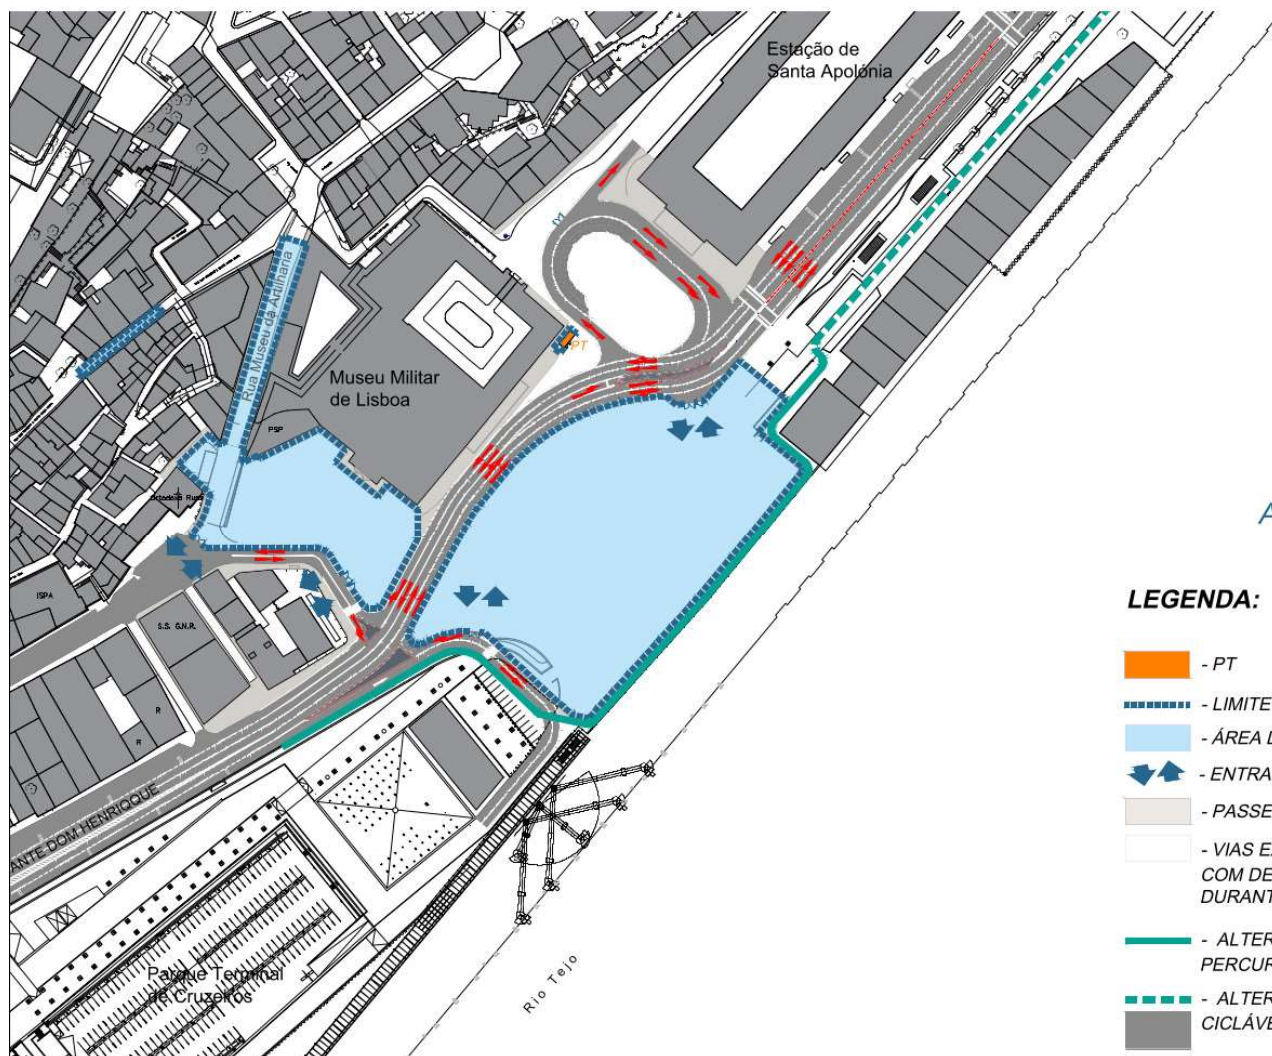 Estação de
Santa Apolónia
Rua Museu da Artilharia
PT
Museu Militar
de Lisboa
PSP
ISPA
S.S. G.N.R.
R
R
A
LEGENDA:
- PT
- LIMITE
- ÁREA
- ENTRA
- PASSE
- VIAS E
COM DE
DURANT
- ALTER
PERCUR
- ALTER
CICLÁVE
ANTE DOM HENRIQUE
Parque Terminal
de Cruzeiros
Rio Tejo